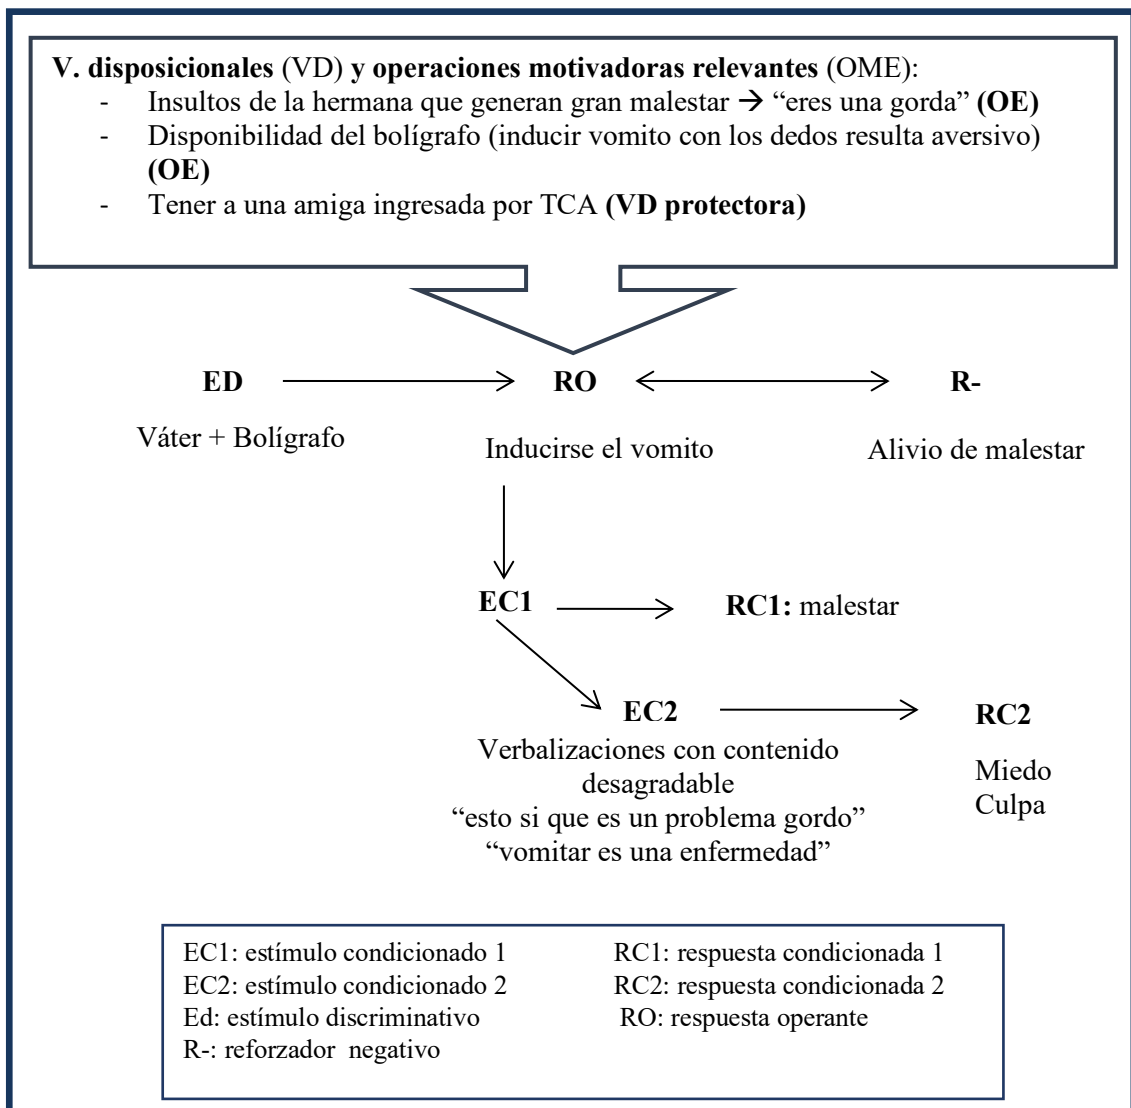 V. disposicionales (VD) y operaciones motivadoras relevantes (OME):
- Insultos de la hermana que generan gran malestar → “eres una gorda” (OE)
- Disponibilidad del bolígrafo (inducir vomito con los dedos resulta aversivo)
(OE)
- Tener a una amiga ingresada por TCA (VD protectora)
ED RO R-
Váter + Bolígrafo Inducirse el vomito Alivio de malestar
EC1 RC1: malestar
EC2 RC2
Verbalizaciones con contenido
desagradable
“esto si que es un problema gordo”
“vomitar es una enfermedad”
Miedo
Culpa
EC1: estímulo condicionado 1 RC1: respuesta condicionada 1
EC2: estímulo condicionado 2 RC2: respuesta condicionada 2
Ed: estímulo discriminativo RO: respuesta operante
R-: reforzador negativo